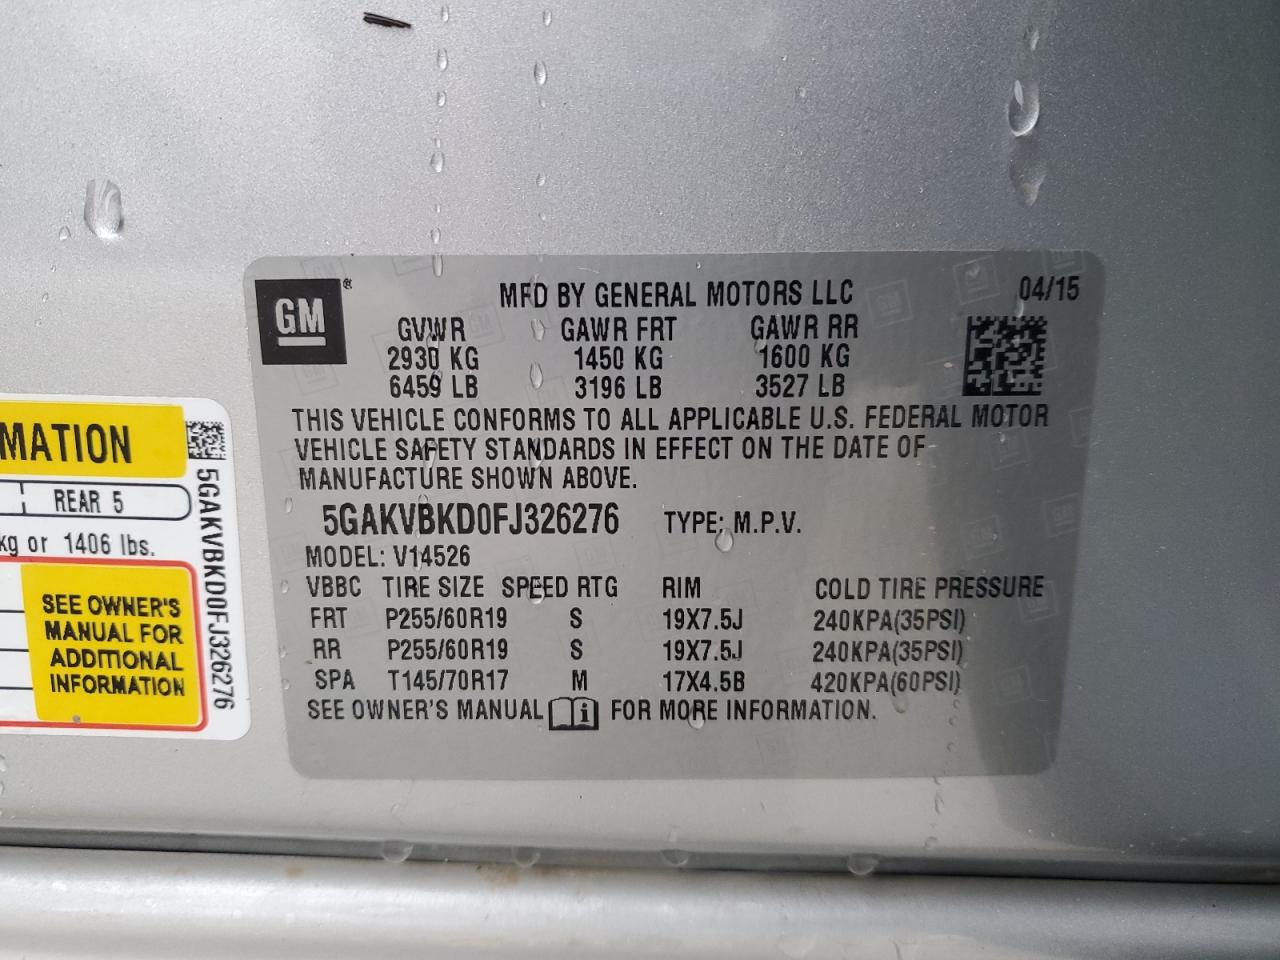 GM®
MFD BY GENERAL MOTORS LLC 04/15
GVWR GAWR FRT GAWR RR
2930 KG 1450 KG 1600 KG
6459 LB 3196 LB 3527 LB
THIS VEHICLE CONFORMS TO ALL APPLICABLE U.S. FEDERAL MOTOR
VEHICLE SAFETY STANDARDS IN EFFECT ON THE DATE OF
MANUFACTURE SHOWN ABOVE.
5GAKVBKD0FJ326276 TYPE: M.P.V.
MODEL: V14526
VBBC TIRE SIZE SPEED RTG RIM COLD TIRE PRESSURE
FRT P255/60R19 S 19X7.5J 240KPA(35PSI)
RR P255/60R19 S 19X7.5J 240KPA(35PSI)
SPA T145/70R17 M 17X4.5B 420KPA(60PSI)
SEE OWNER'S MANUAL i FOR MORE INFORMATION.
MATION
REAR 5
kg or 1406 lbs.
SEE OWNER'S
MANUAL FOR
ADDITIONAL
INFORMATION
5GAKVBKD0FJ326276